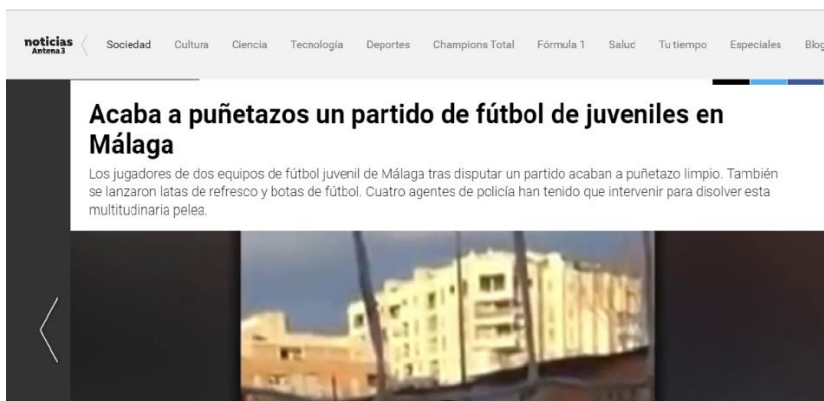 noticias
Antena3
Sociedad Cultura Ciencia Tecnología Deportes Champions Total Fórmula 1 Salud Tu tiempo Especiales Blog
Acaba a puñetazos un partido de fútbol de juveniles en
Málaga
Los jugadores de dos equipos de fútbol juvenil de Málaga tras disputar un partido acaban a puñetazo limpio. También
se lanzaron latas de refresco y botas de fútbol. Cuatro agentes de policía han tenido que intervenir para disolver esta
multitudinaria pelea.